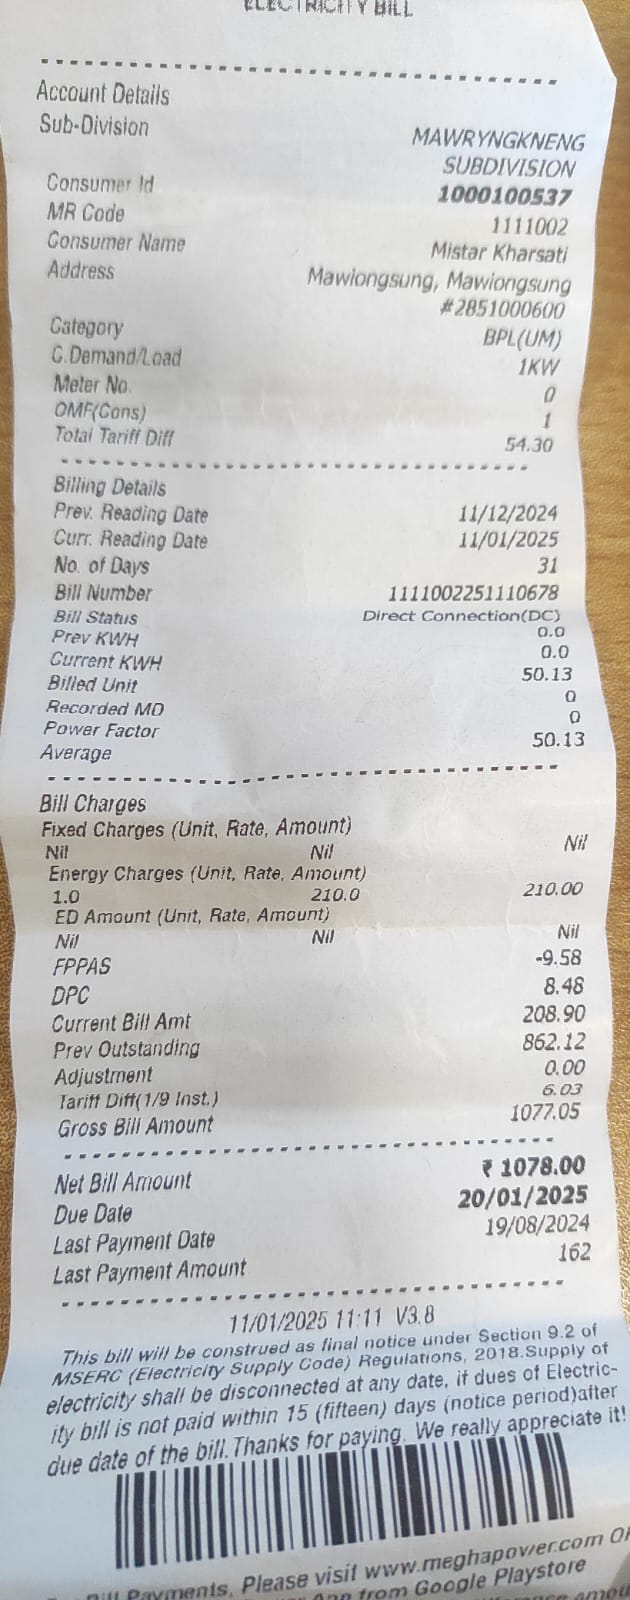 ELECTRICITY BILL
Account Details
Sub-Division MAWRYNGKNENG
SUBDIVISION
Consumer Id 1000100537
MR Code 1111002
Consumer Name Mistar Kharsati
Address Mawiongsung, Mawiongsung
#2851000600
Category BPL(UM)
C.Demand/Load 1KW
Meter No. 0
OMF(Cons) 1
Total Tariff Diff 54.30
Billing Details
Prev. Reading Date 11/12/2024
Curr. Reading Date 11/01/2025
No. of Days 31
Bill Number 1111002251110678
Bill Status Direct Connection(DC)
Prev KWH 0.0
Current KWH 0.0
Billed Unit 50.13
Recorded MD 0
Power Factor 0
Average 50.13
Bill Charges
Fixed Charges (Unit, Rate, Amount)
Nil Nil Nil
Energy Charges (Unit, Rate, Amount)
1.0 210.0 210.00
ED Amount (Unit, Rate, Amount)
Nil Nil Nil
FPPAS -9.58
DPC 8.48
Current Bill Amt 208.90
Prev Outstanding 862.12
Adjustment 0.00
Tariff Diff(1/9 Inst.) 6.03
Gross Bill Amount 1077.05
Net Bill Amount ₹ 1078.00
Due Date 20/01/2025
Last Payment Date 19/08/2024
Last Payment Amount 162
11/01/2025 11:11 V3.8
This bill will be construed as final notice under Section 9.2 of
MSERC (Electricity Supply Code) Regulations, 2018.Supply of
electricity shall be disconnected at any date, if dues of Electric-
ity bill is not paid within 15 (fifteen) days (notice period)after
due date of the bill.Thanks for paying. We really appreciate it!
Bill Payments, Please visit www.meghapower.com
App from Google Playstore